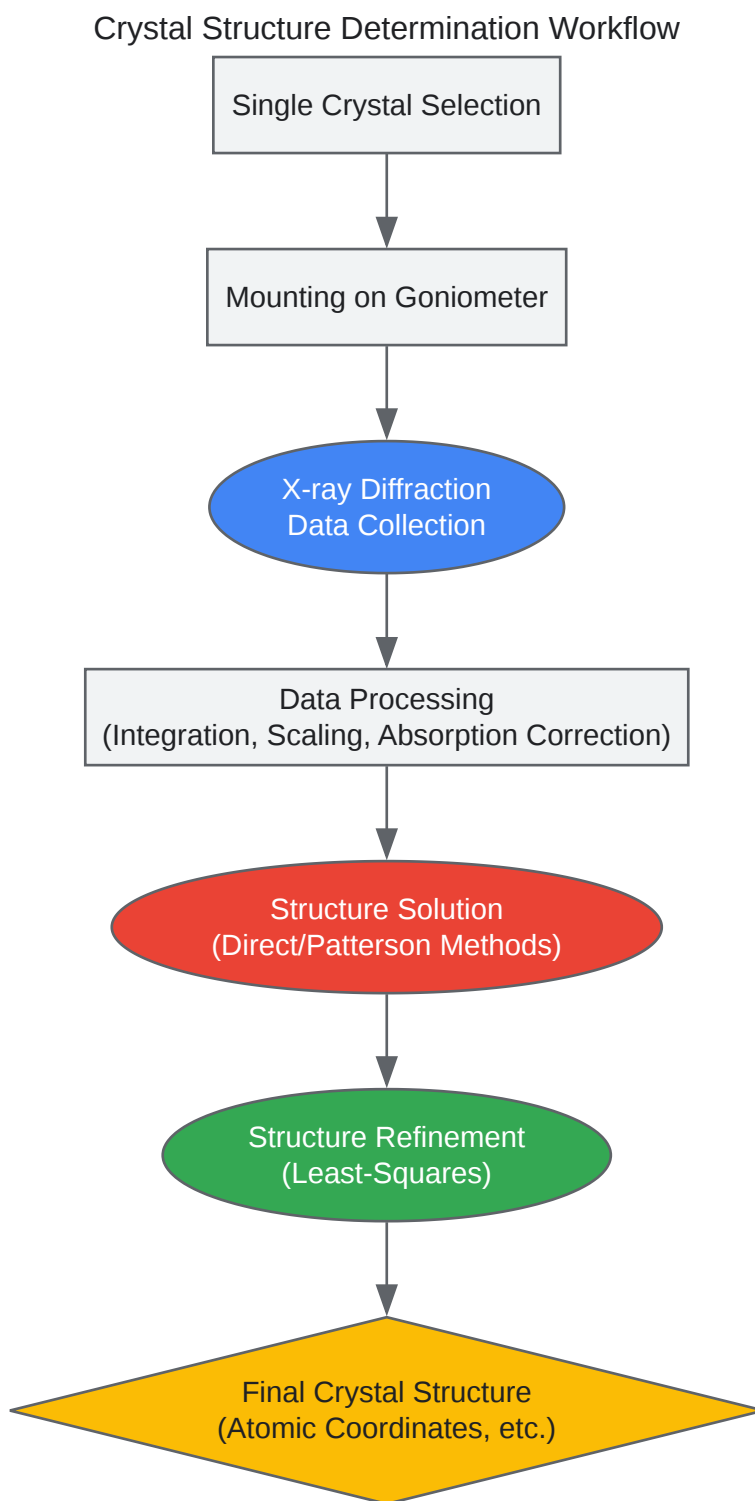 Crystal Structure Determination Workflow
Single Crystal Selection
Mounting on Goniometer
X-ray Diffraction
Data Collection
Data Processing
(Integration, Scaling, Absorption Correction)
Structure Solution
(Direct/Patterson Methods)
Structure Refinement
(Least-Squares)
Final Crystal Structure
(Atomic Coordinates, etc.)